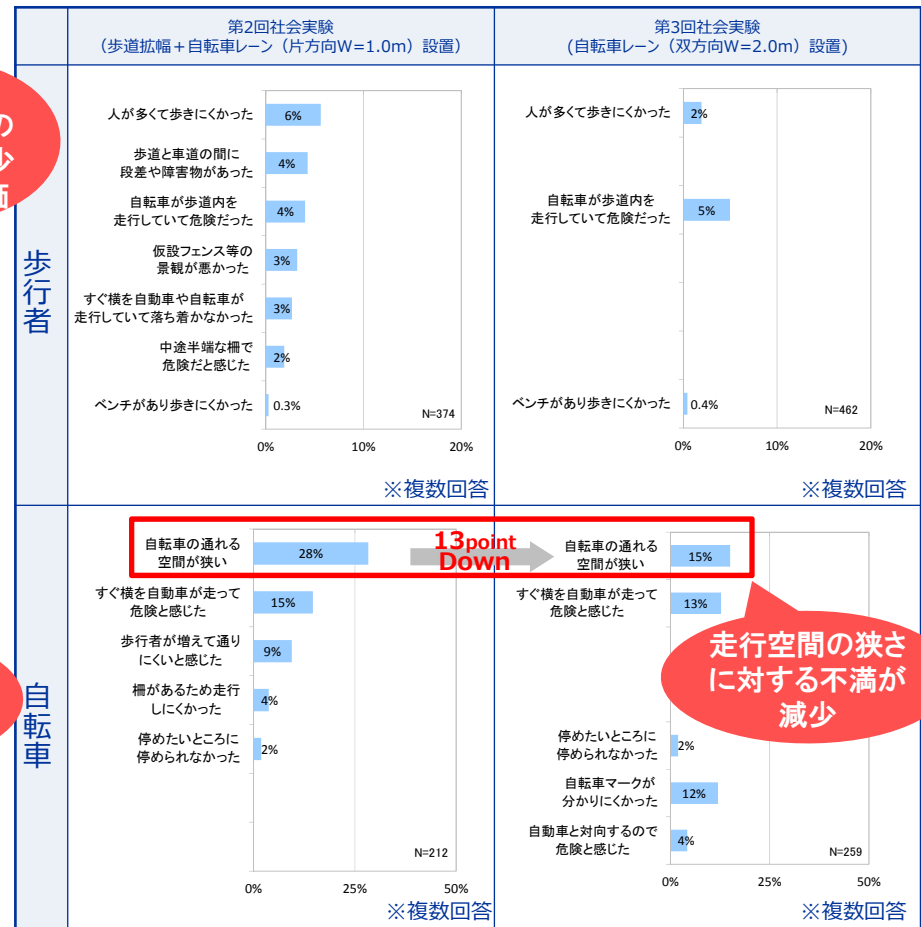 第2回社会実験
（歩道拡幅＋自転車レーン（片方向W=1.0m）設置）
第3回社会実験
(自転車レーン（双方向W=2.0m）設置)
の
少
歩行者
人が多くて歩きにくかった
6%
歩道と車道の間に
段差や障害物があった
4%
自転車が歩道内を
走行していて危険だった
4%
仮設フェンス等の
景観が悪かった
3%
すぐ横を自動車や自転車が
走行していて落ち着かなかった
3%
中途半端な柵で
危険だと感じた
2%
ベンチがあり歩きにくかった
0.3%
N=374
0% 10% 20%
※複数回答
人が多くて歩きにくかった
2%
自転車が歩道内を
走行していて危険だった
5%
ベンチがあり歩きにくかった
0.4%
N=462
0% 10% 20%
※複数回答
自転車
自転車の通れる
空間が狭い
28%
すぐ横を自動車が走って
危険と感じた
15%
歩行者が増えて通り
にくいと感じた
9%
柵があるため走行
しにくかった
4%
停めたいところに
停められなかった
2%
N=212
0% 25% 50%
※複数回答
13point
Down
自転車の通れる
空間が狭い
15%
すぐ横を自動車が走って
危険と感じた
13%
走行空間の狭さ
に対する不満が
減少
停めたいところに
停められなかった
2%
自転車マークが
分かりにくかった
12%
自動車と対向するので
危険と感じた
4%
N=259
0% 25% 50%
※複数回答